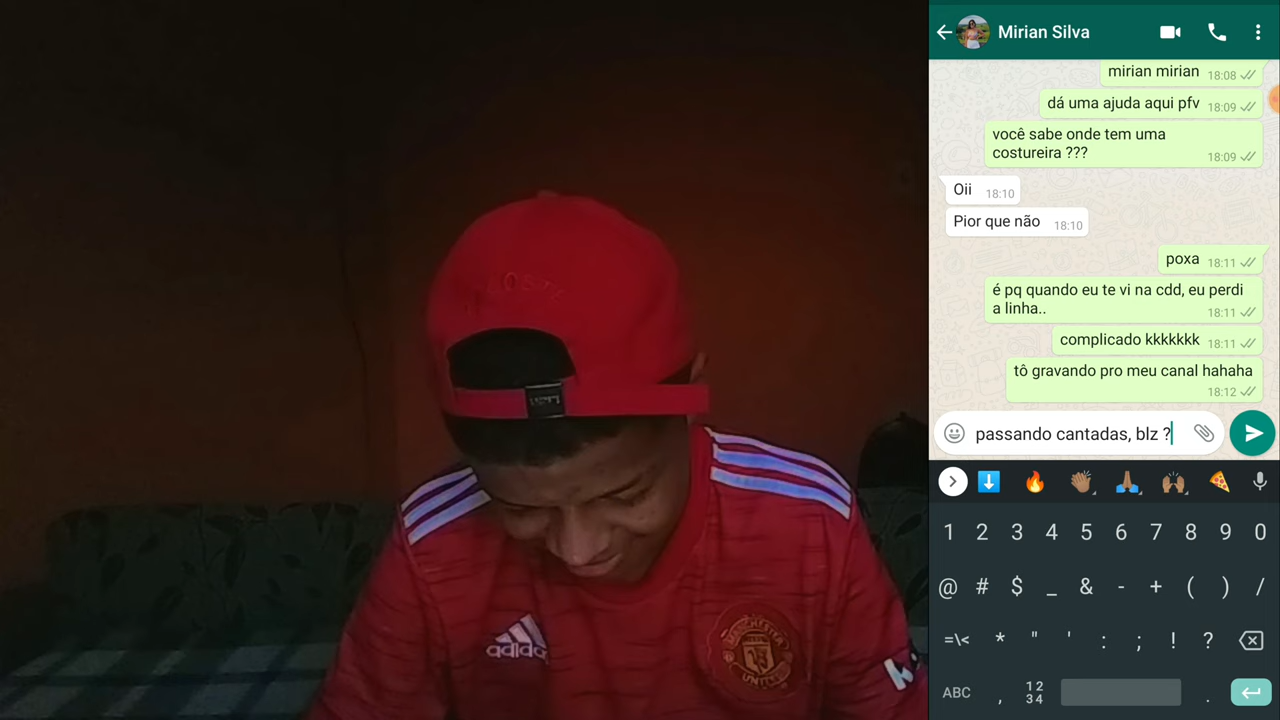 Mirian Silva
mirian mirian 18:08
dá uma ajuda aqui pfv 18:09
você sabe onde tem uma
costureira ??? 18:09
Oii 18:10
Pior que não 18:10
poxa 18:11
é pq quando eu te vi na cdd, eu perdi
a linha.. 18:11
complicado kkkkkkk 18:11
tô gravando pro meu canal hahaha
18:12
passando cantadas, blz ?
1 2 3 4 5 6 7 8 9 0
@ # $ _ & - + ( ) /
=\< * " ' : ; ! ?
ABC , 12 34 .
adidas
MANCHESTER
UNITED